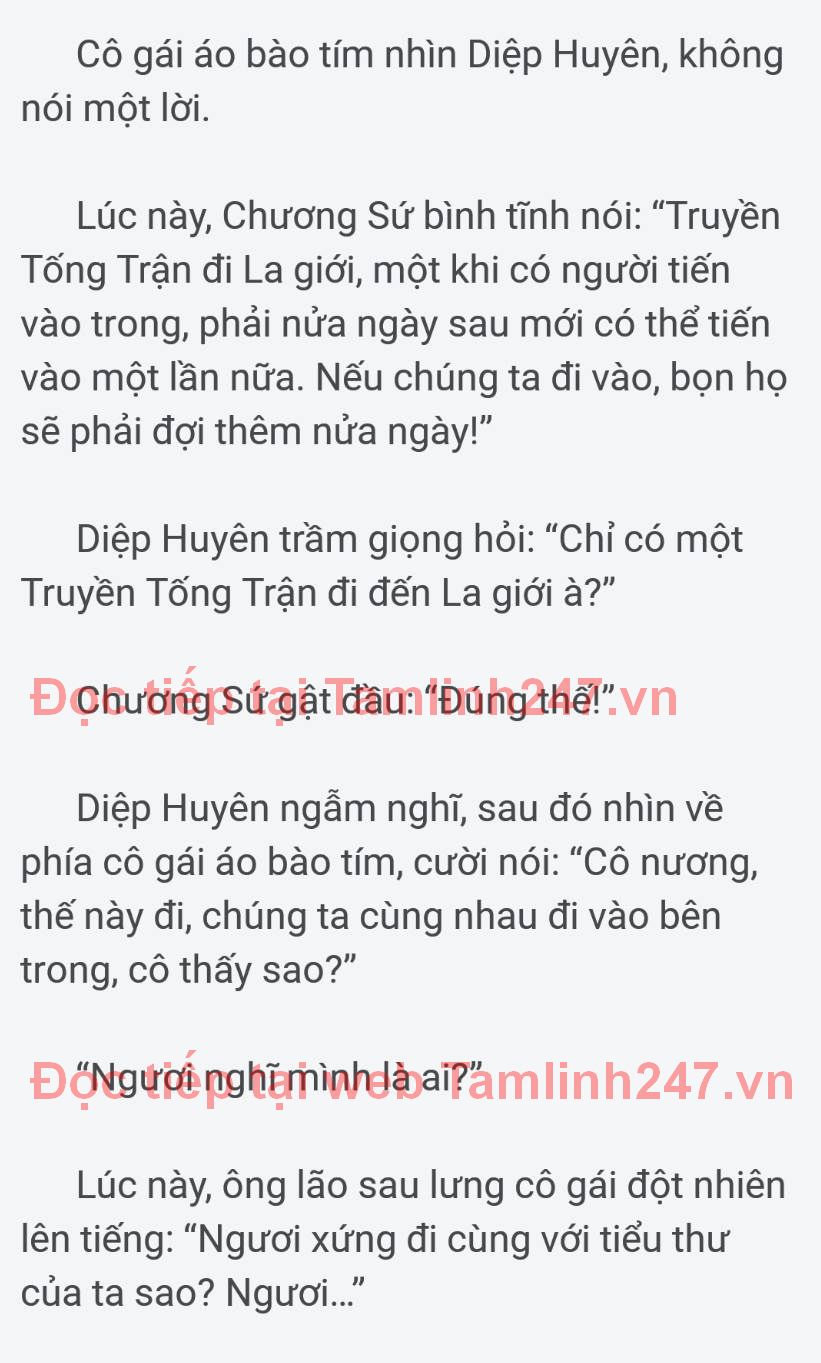 Cô gái áo bào tím nhìn Diệp Huyên, không
nói một lời.
Lúc này, Chương Sứ bình tĩnh nói: “Truyền
Tống Trận đi La giới, một khi có người tiến
vào trong, phải nửa ngày sau mới có thể tiến
vào một lần nữa. Nếu chúng ta đi vào, bọn họ
sẽ phải đợi thêm nửa ngày!”
Diệp Huyên trầm giọng hỏi: “Chỉ có một
Truyền Tống Trận đi đến La giới à?”
Đọc tiếp tại Tamlinh247.vn
Chương Sứ gật đầu: “Đúng thế!”
Diệp Huyên ngẫm nghĩ, sau đó nhìn về
phía cô gái áo bào tím, cười nói: “Cô nương,
thế này đi, chúng ta cùng nhau đi vào bên
trong, cô thấy sao?”
Đọc tiếp tại web Tamlinh247.vn
“Ngươi nghĩ mình là ai?”
Lúc này, ông lão sau lưng cô gái đột nhiên
lên tiếng: “Ngươi xứng đi cùng với tiểu thư
của ta sao? Ngươi...”